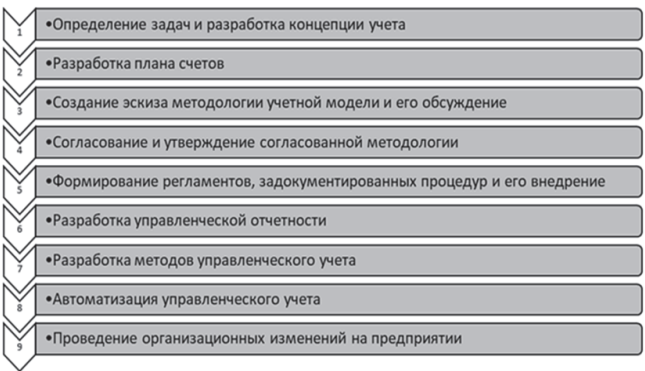 1 •Определение задач и разработка концепции учета
2 •Разработка плана счетов
3 •Создание эскиза методологии учетной модели и его обсуждение
4 •Согласование и утверждение согласованной методологии
5 •Формирование регламентов, задокументированных процедур и его внедрение
6 •Разработка управленческой отчетности
7 •Разработка методов управленческого учета
8 •Автоматизация управленческого учета
9 •Проведение организационных изменений на предприятии